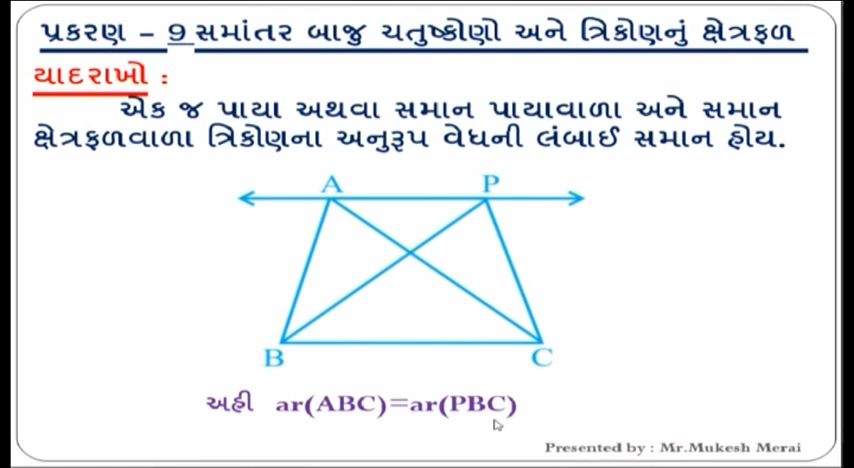 પ્રકરણ – 9 સમાંતર બાજુ ચતુષ્કોણો અને ત્રિકોણનું ક્ષેત્રફળ
યાદરાખો :
એક જ પાયા અથવા સમાન પાયાવાળા અને સમાન
ક્ષેત્રફળવાળા ત્રિકોણના અનુરૂપ વેધની લંબાઈ સમાન હોય.
A P
B C
અહી ar(ABC)=ar(PBC)
Presented by : Mr.Mukesh Merai